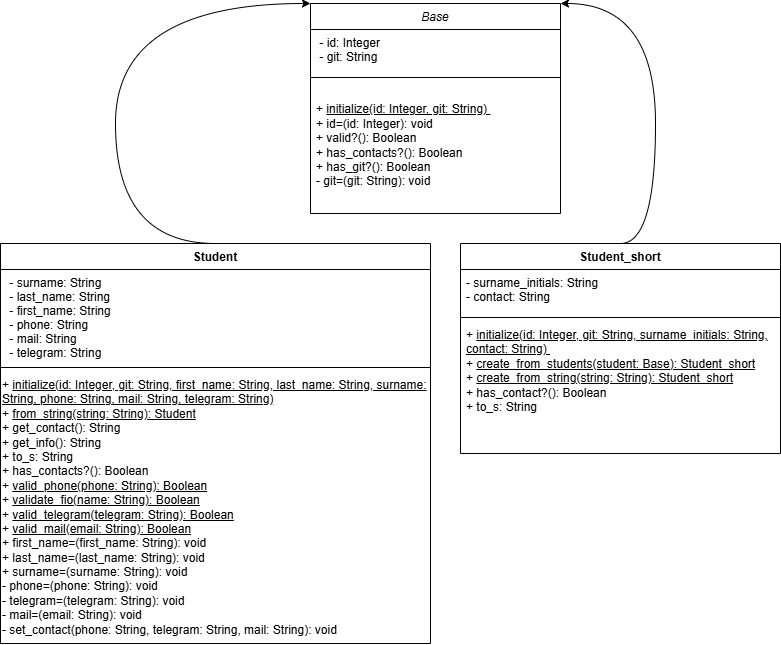 Base
- id: Integer
- git: String
+ initialize(id: Integer, git: String)
+ id=(id: Integer): void
+ valid?(): Boolean
+ has_contacts?(): Boolean
+ has_git?(): Boolean
- git=(git: String): void
Student
- surname: String
- last_name: String
- first_name: String
- phone: String
- mail: String
- telegram: String
+ initialize(id: Integer, git: String, first_name: String, last_name: String, surname:
String, phone: String, mail: String, telegram: String)
+ from_string(string: String): Student
+ get_contact(): String
+ get_info(): String
+ to_s: String
+ has_contacts?(): Boolean
+ valid_phone(phone: String): Boolean
+ validate_fio(name: String): Boolean
+ valid_telegram(telegram: String): Boolean
+ valid_mail(email: String): Boolean
+ first_name=(first_name: String): void
+ last_name=(last_name: String): void
+ surname=(surname: String): void
- phone=(phone: String): void
- telegram=(telegram: String): void
- mail=(email: String): void
- set_contact(phone: String, telegram: String, mail: String): void
Student_short
- surname_initials: String
- contact: String
+ initialize(id: Integer, git: String, surname_initials: String,
contact: String)
+ create_from_students(student: Base): Student_short
+ create_from_string(string: String): Student_short
+ has_contact?(): Boolean
+ to_s: String